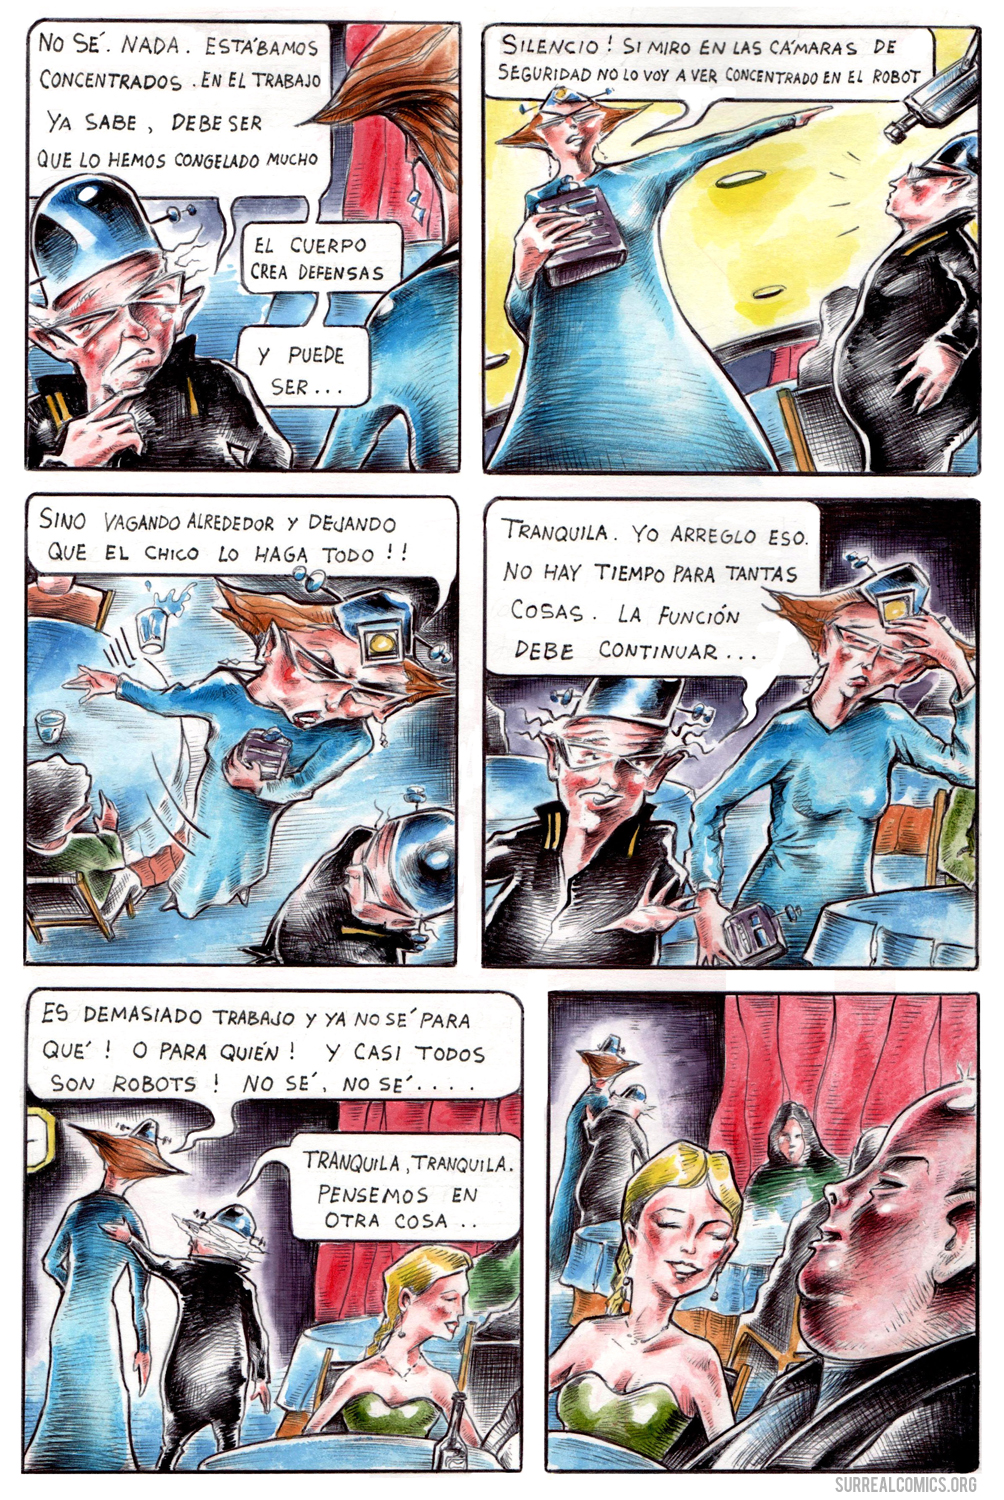 NO SÉ. NADA. ESTÁBAMOS
CONCENTRADOS. EN EL TRABAJO
YA SABE, DEBE SER
QUE LO HEMOS CONGELADO MUCHO
EL CUERPO
CREA DEFENSAS
Y PUEDE
SER...
SILENCIO! SI MIRO EN LAS CÁMARAS DE
SEGURIDAD NO LO VOY A VER CONCENTRADO EN EL ROBOT
SINO VAGANDO ALREDEDOR Y DEJANDO
QUE EL CHICO LO HAGA TODO!!
TRANQUILA. YO ARREGLO ESO.
NO HAY TIEMPO PARA TANTAS
COSAS. LA FUNCIÓN
DEBE CONTINUAR...
ES DEMASIADO TRABAJO Y YA NO SÉ PARA
QUÉ! O PARA QUIÉN! Y CASI TODOS
SON ROBOTS! NO SÉ, NO SÉ....
TRANQUILA, TRANQUILA.
PENSEMOS EN
OTRA COSA..
SURREALCOMICS.ORG